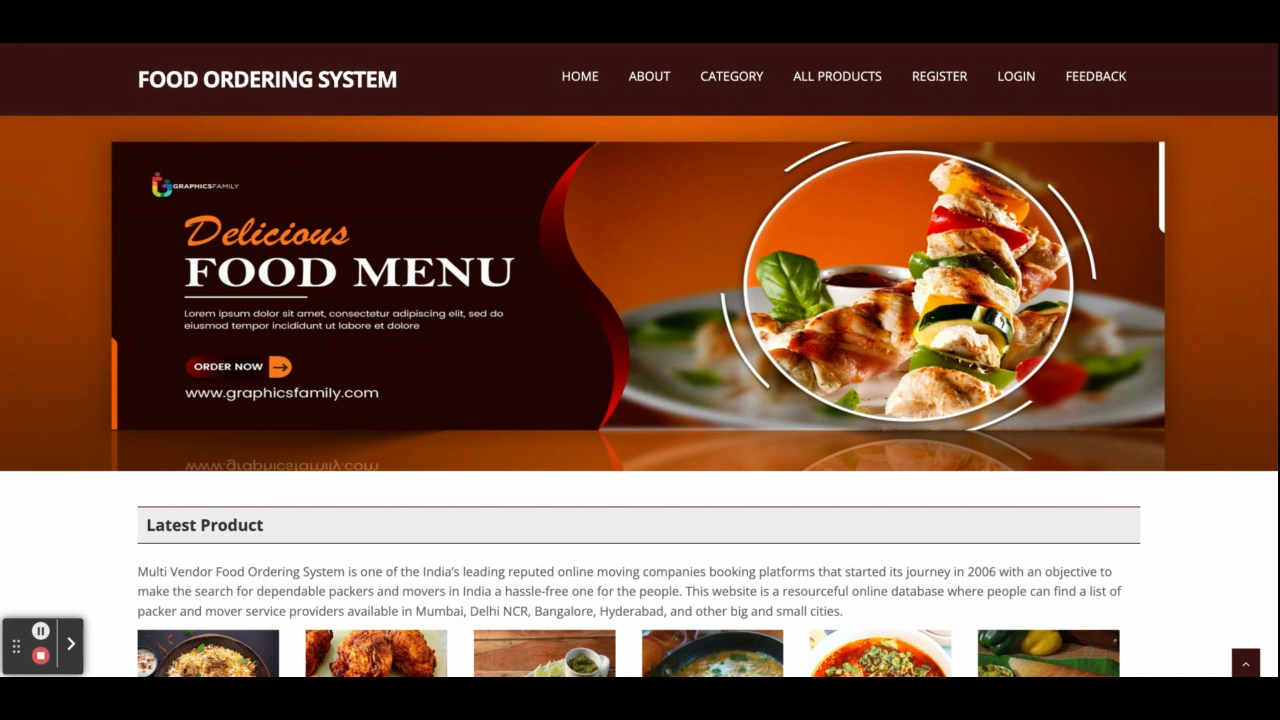 FOOD ORDERING SYSTEM
HOME ABOUT CATEGORY ALL PRODUCTS REGISTER LOGIN FEEDBACK
GRAPHICSFAMILY
Delicious
FOOD MENU
Lorem ipsum dolor sit amet, consectetur adipiscing elit, sed do
eiusmod tempor incididunt ut labore et dolore
ORDER NOW
www.graphicsfamily.com
www.graphicsfamily.com
Latest Product
Multi Vendor Food Ordering System is one of the India's leading reputed online moving companies booking platforms that started its journey in 2006 with an objective to
make the search for dependable packers and movers in India a hassle-free one for the people. This website is a resourceful online database where people can find a list of
packer and mover service providers available in Mumbai, Delhi NCR, Bangalore, Hyderabad, and other big and small cities.